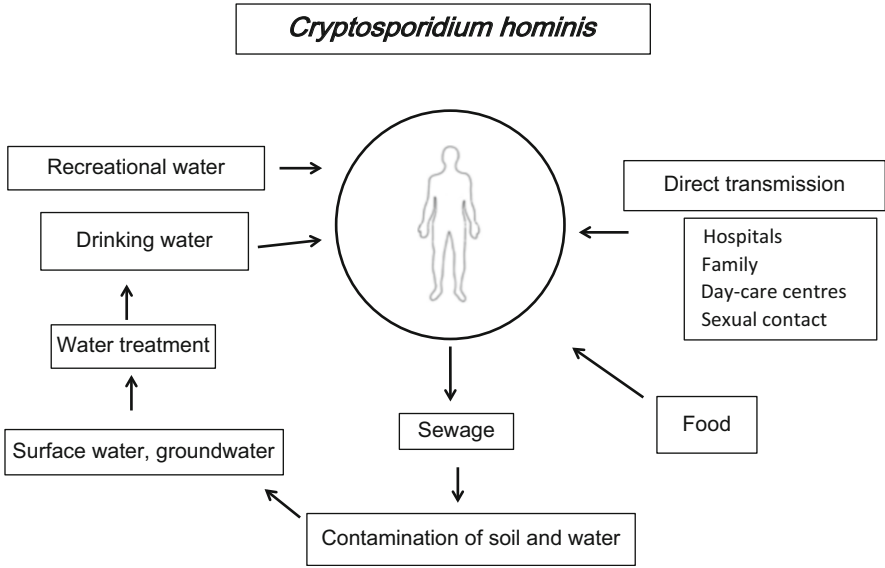 Cryptosporidium hominis
Recreational water
Drinking water
Water treatment
Surface water, groundwater
Direct transmission
Hospitals
Family
Day-care centres
Sexual contact
Food
Sewage
Contamination of soil and water